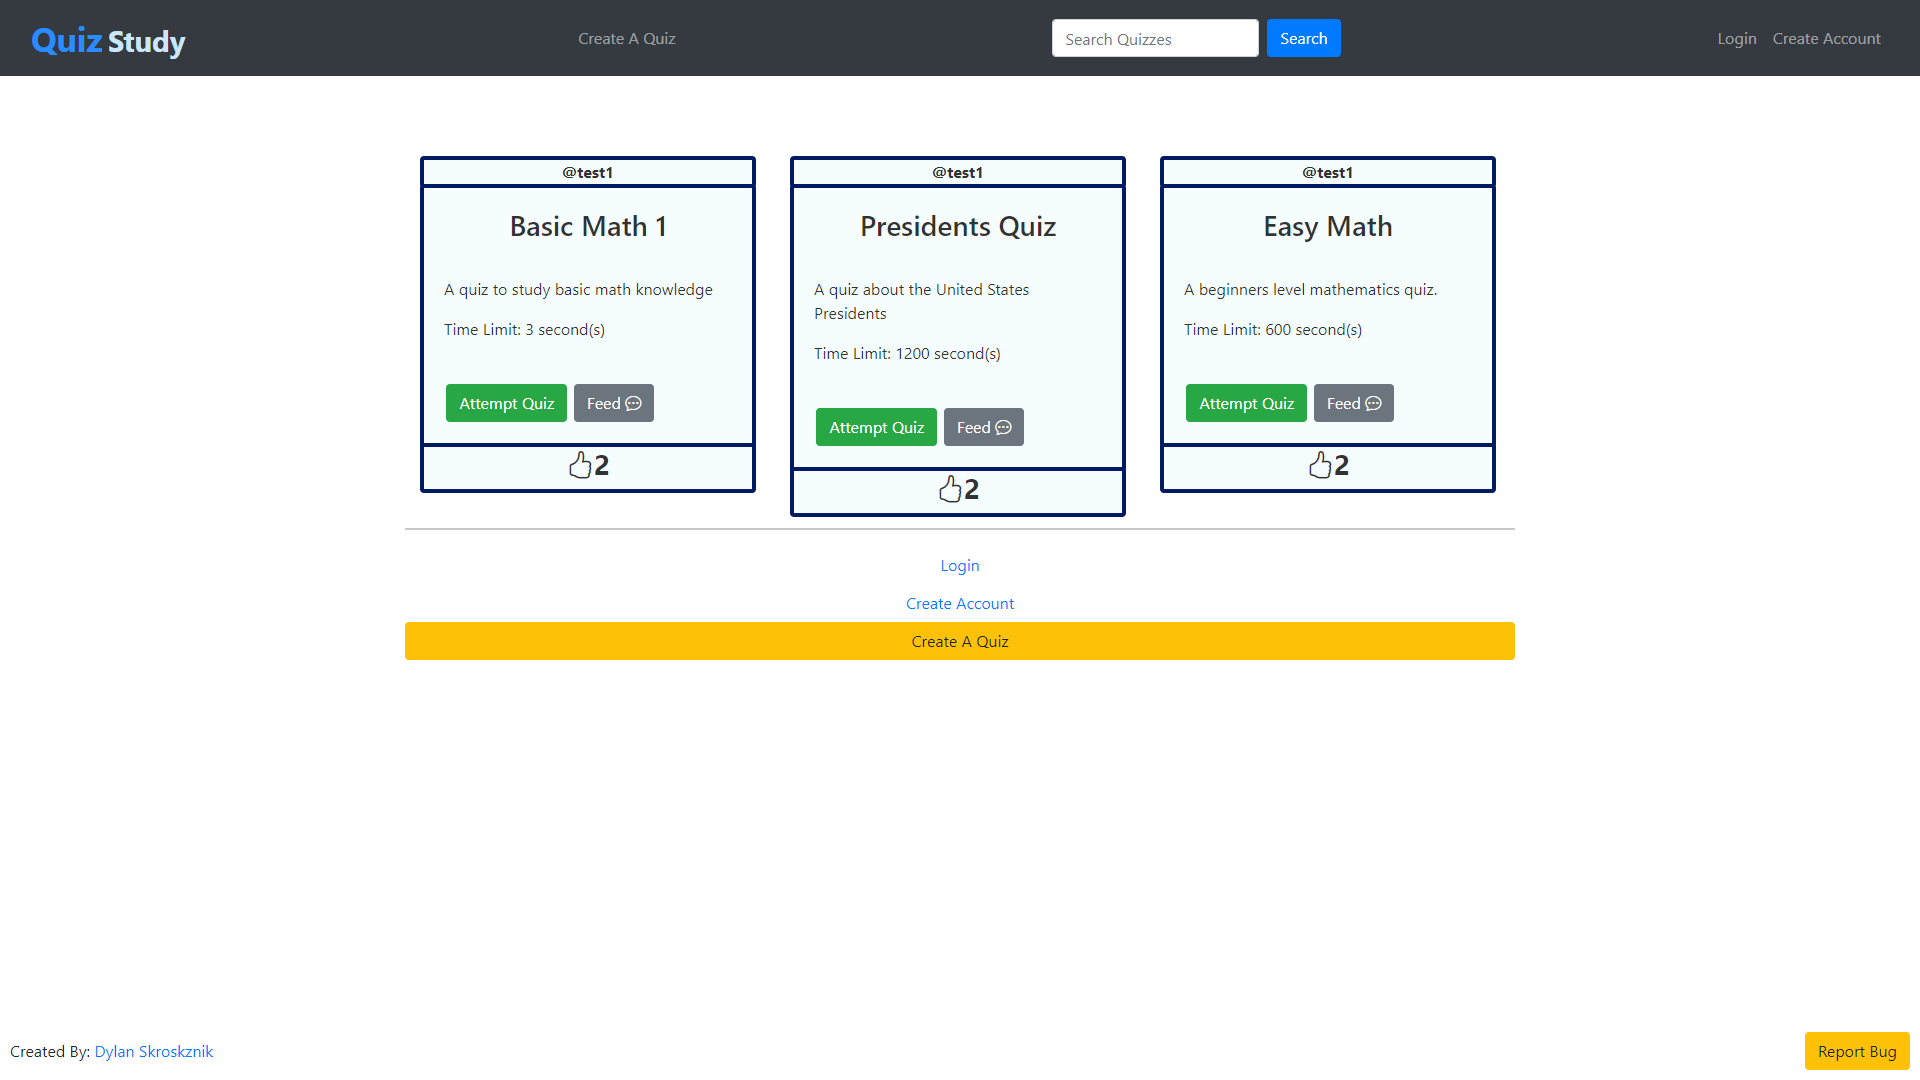 Quiz Study
Create A Quiz
Search Quizzes
Search
Login
Create Account
@test1
Basic Math 1
A quiz to study basic math knowledge
Time Limit: 3 second(s)
Attempt Quiz
Feed
2
@test1
Presidents Quiz
A quiz about the United States
Presidents
Time Limit: 1200 second(s)
Attempt Quiz
Feed
2
@test1
Easy Math
A beginners level mathematics quiz.
Time Limit: 600 second(s)
Attempt Quiz
Feed
2
Login
Create Account
Create A Quiz
Created By: Dylan Skroskznik
Report Bug